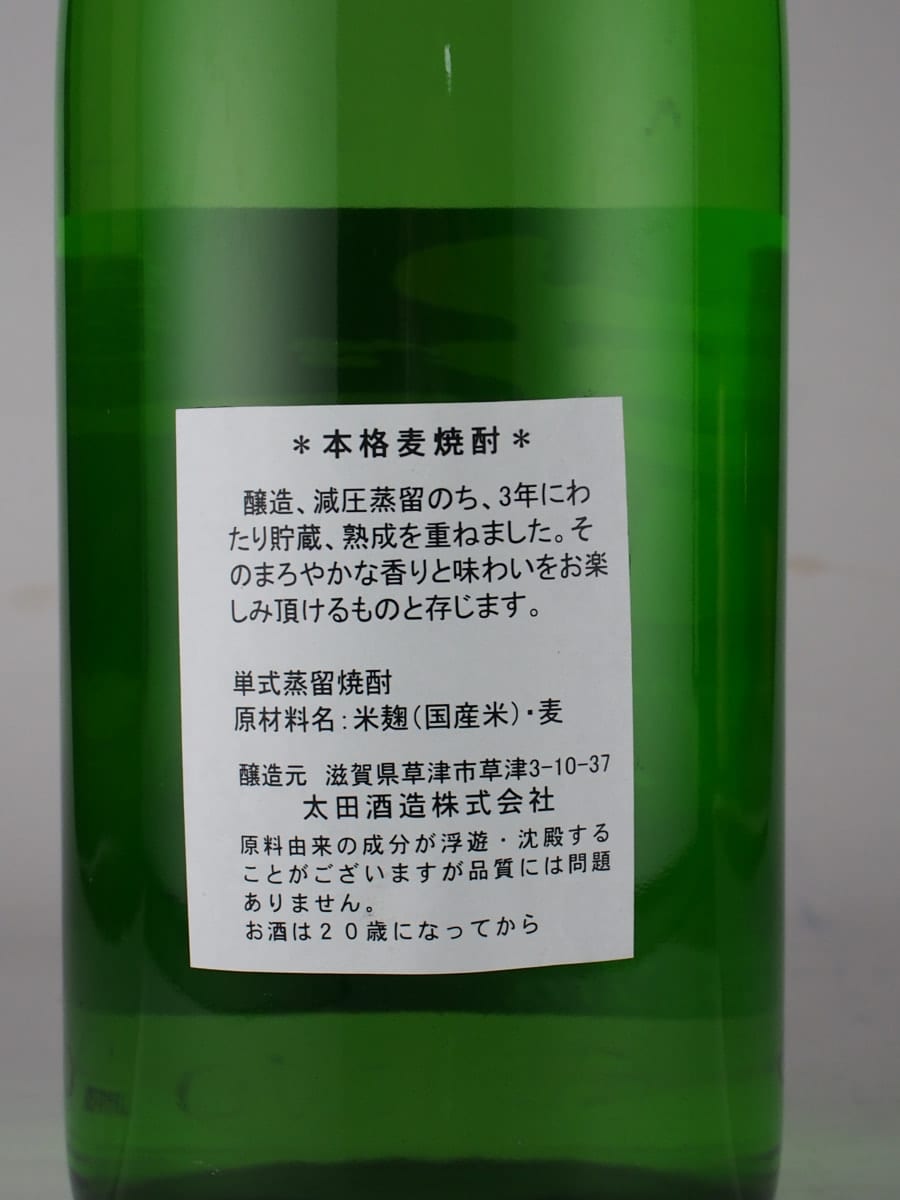 ＊本格麦焼酎＊
醸造、減圧蒸留のち、3年にわ
たり貯蔵、熟成を重ねました。そ
のまろやかな香りと味わいをお楽
しみ頂けるものと存じます。
単式蒸留焼酎
原材料名：米麹（国産米）・麦
醸造元　滋賀県草津市草津3-10-37
太田酒造株式会社
原料由来の成分が浮遊・沈殿する
ことがございますが品質には問題
ありません。
お酒は２０歳になってから